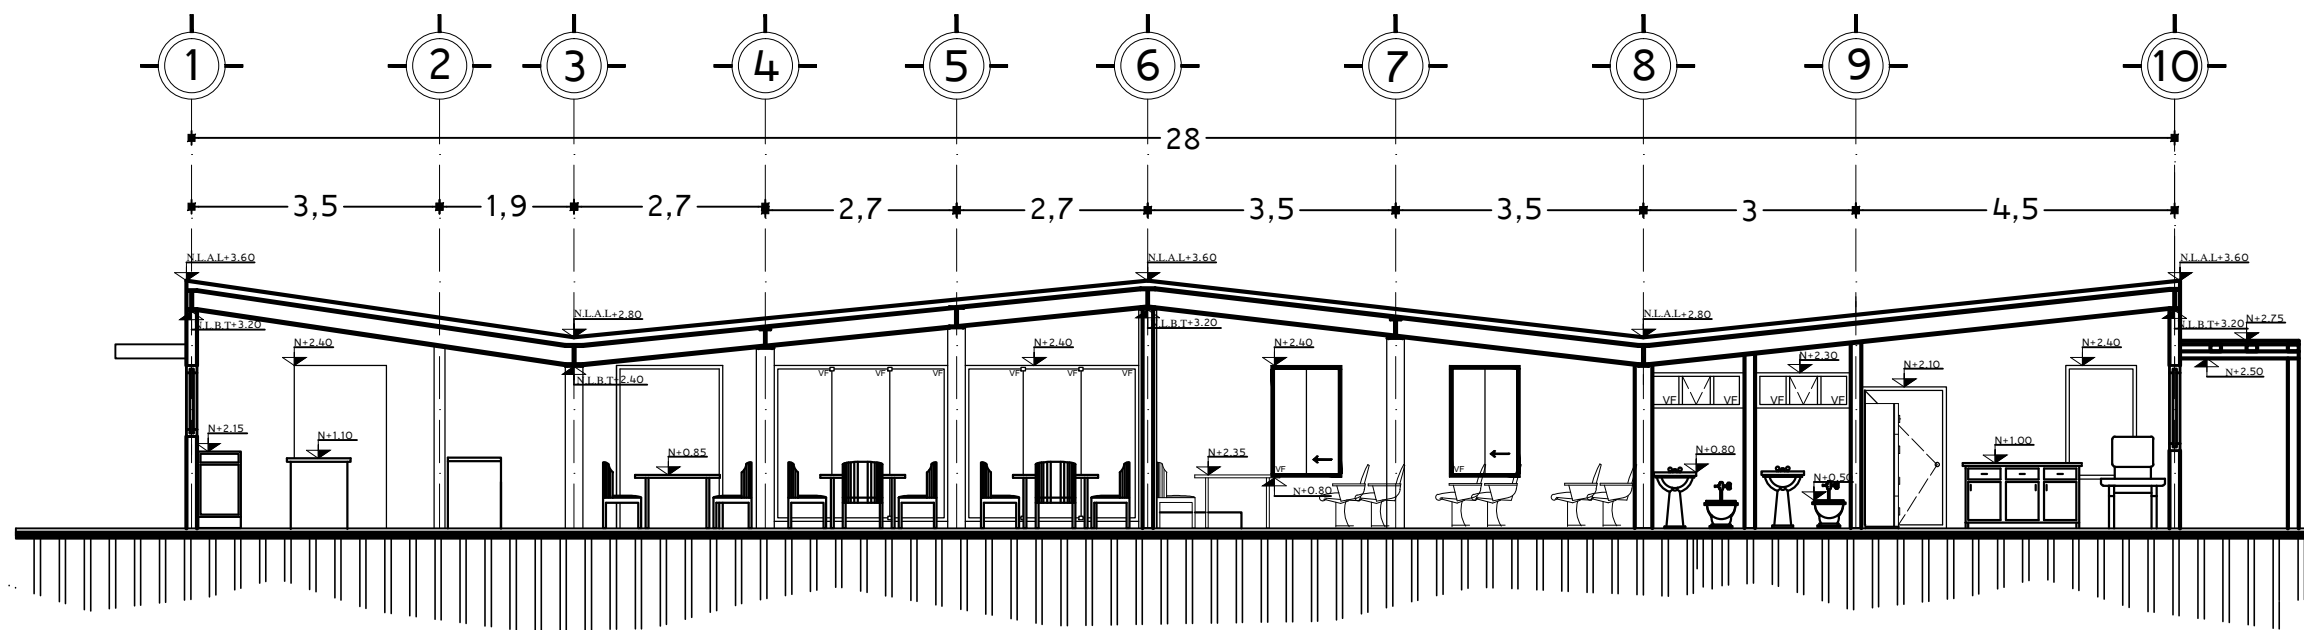 1 2 3 4 5 6 7 8 9 10
28
3,5 1,9 2,7 2,7 2,7 3,5 3,5 3 4,5
N.L.A.L+3,60 N.L.A.L+3,60 N.L.A.L+3,60
N.L.A.L+2,80 N.L.A.L+2,80
N.L.B.T+3.20 N.L.B.T+3.20 N.L.B.T+3.20 N+2,75
N+2,40 N+2,40 N+2,40 N+2,30 N+2,10 N+2,40
N+2,50
N.L.B.T+2.40
VF VF VF VF VF VF
VF VF VF VF
N+2,15 N+1,10 N+0,85 N+2,35 N+0,80 N+1,00
VF VF
N+0,80 N+0,50